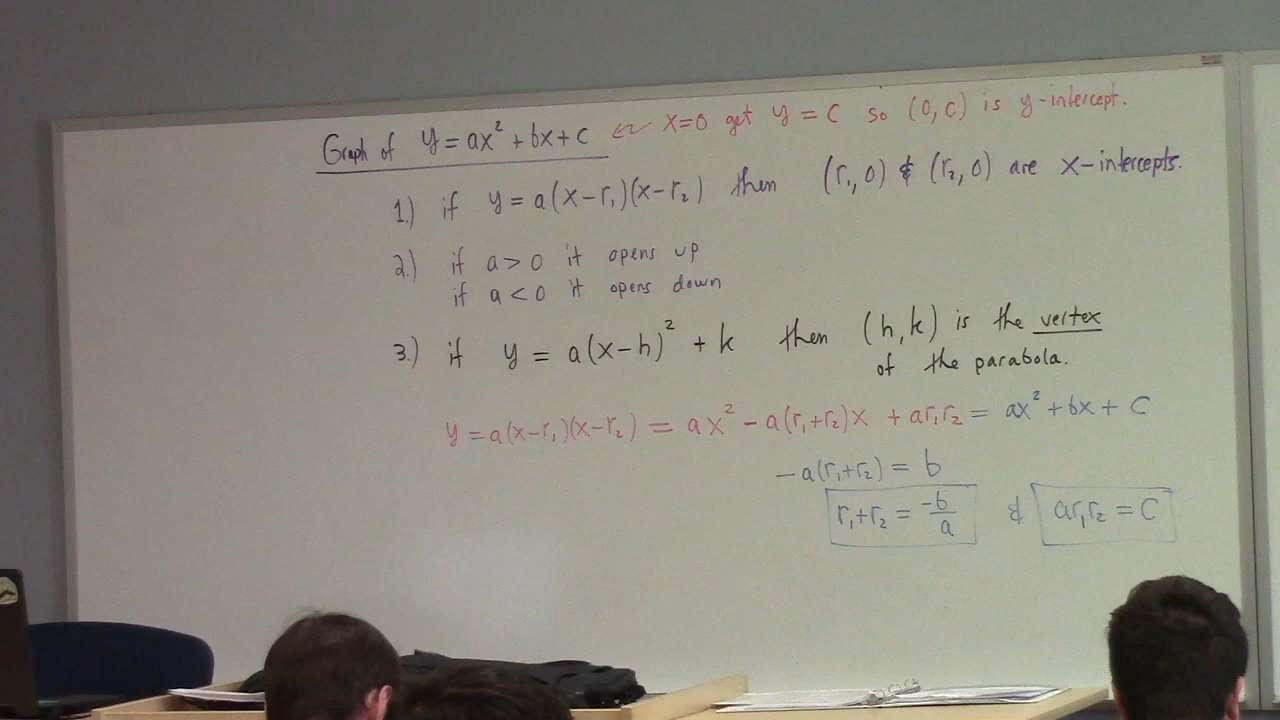 Graph of y = ax² + bx + c ⇐ x=0 get y = c so (0,c) is y-intercept.
1.) if y = a(x-r₁)(x-r₂) then (r₁,0) & (r₂,0) are x-intercepts.
2.) if a > 0 it opens up
if a < 0 it opens down
3.) if y = a(x-h)² + k then (h,k) is the vertex
of the parabola.
y = a(x-r₁)(x-r₂) = ax² - a(r₁+r₂)x + ar₁r₂ = ax² + bx + c
-a(r₁+r₂) = b
r₁+r₂ = -b/a & ar₁r₂ = c